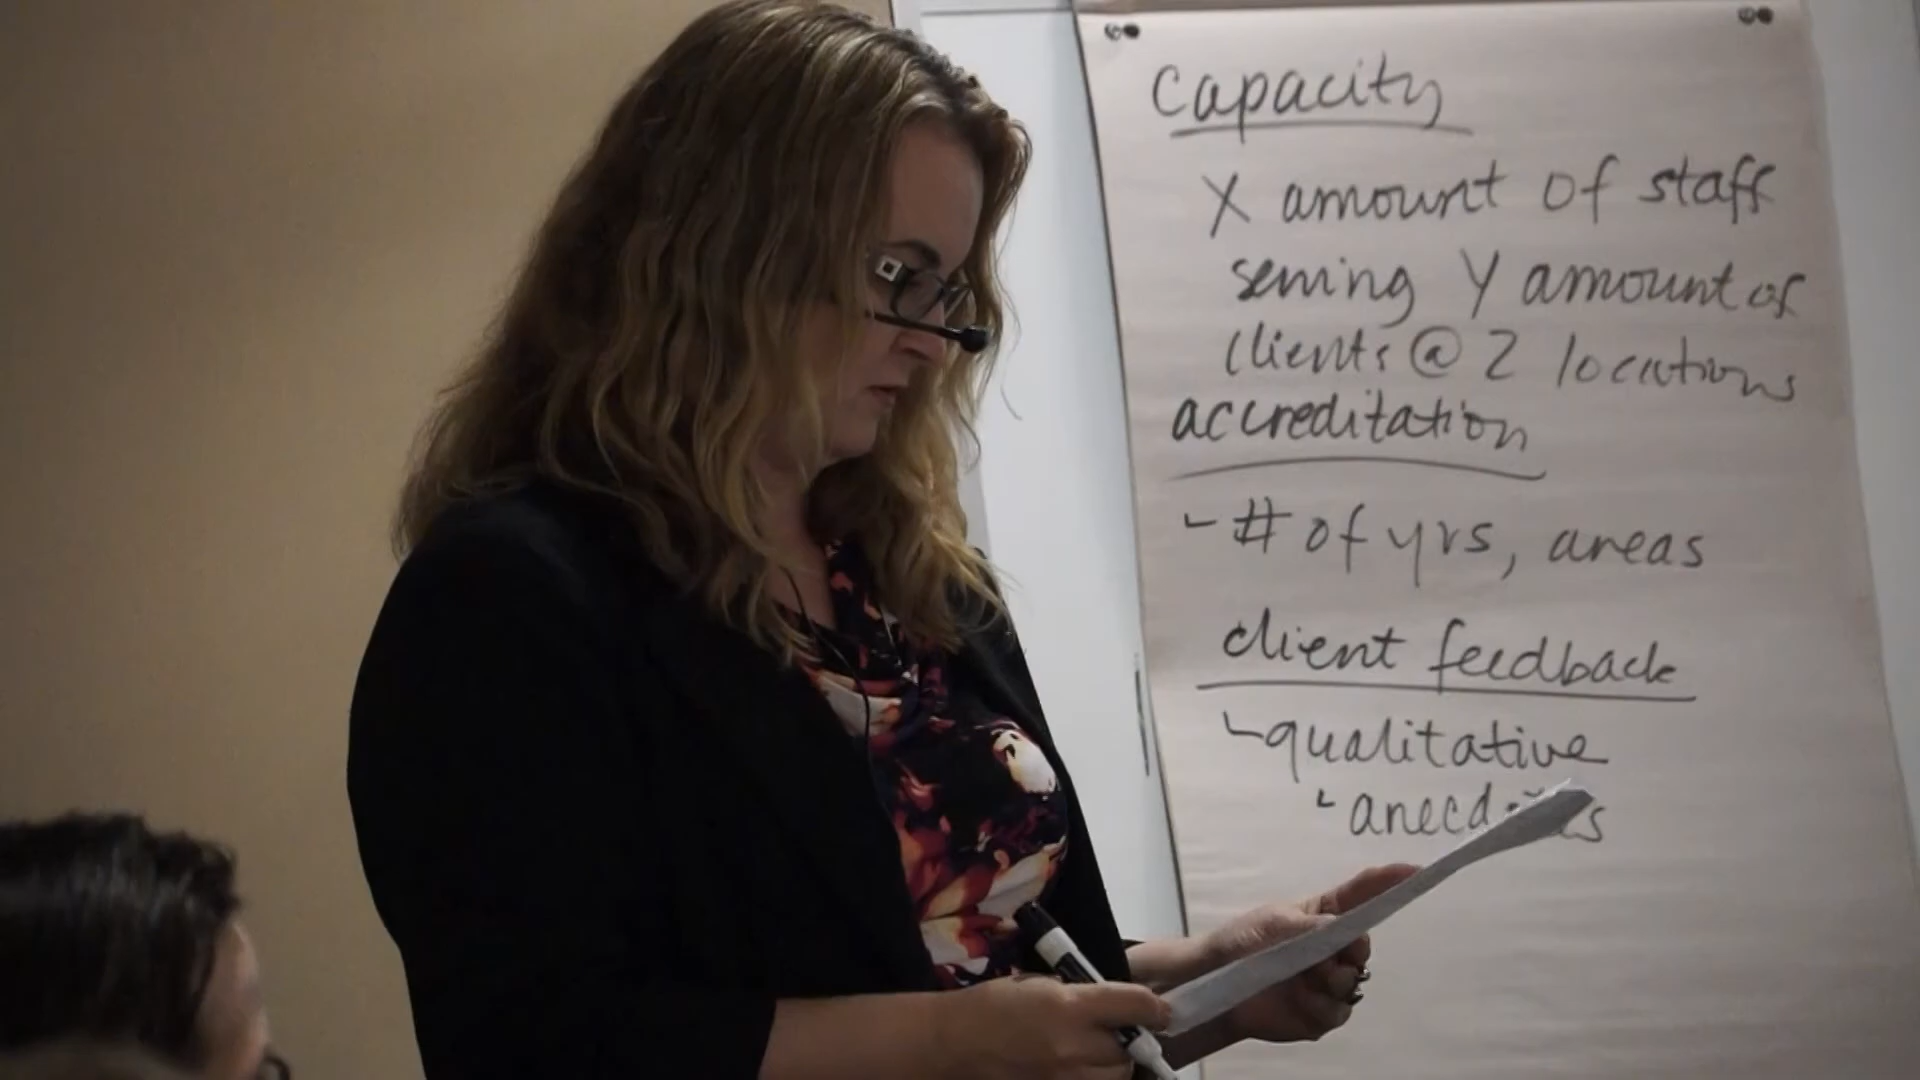 Capacity
X amount of staff
serving Y amount of
clients @ 2 locations
accreditation
# of yrs, areas
client feedback
qualitative